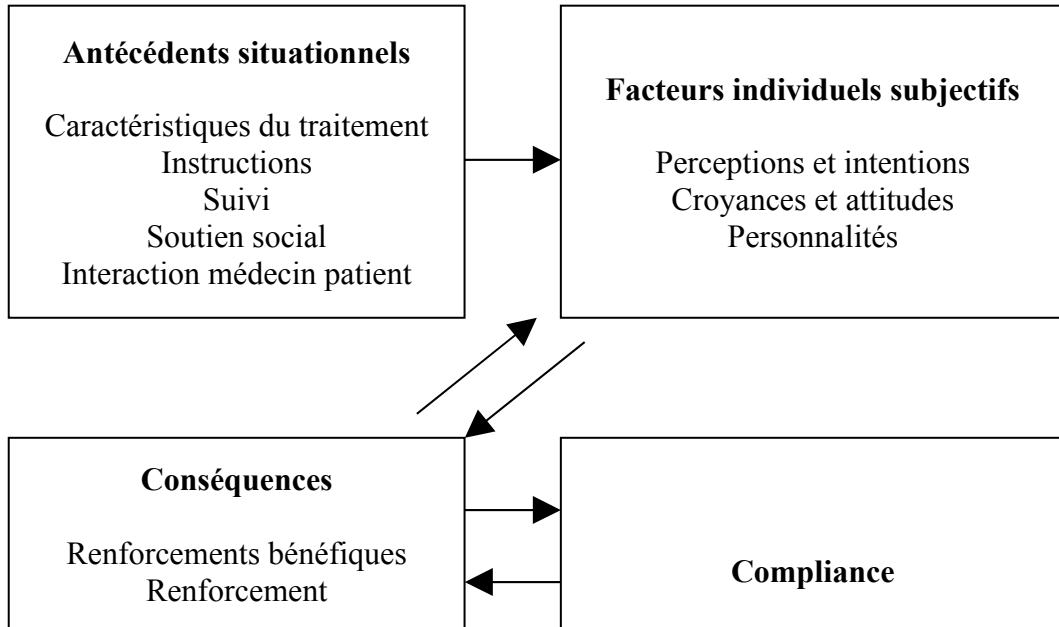 Antécédents situationnels
Caractéristiques du traitement
Instructions
Suivi
Soutien social
Interaction médecin patient
Facteurs individuels subjectifs
Perceptions et intentions
Croyances et attitudes
Personnalités
Conséquences
Renforcements bénéfiques
Renforcement
Compliance